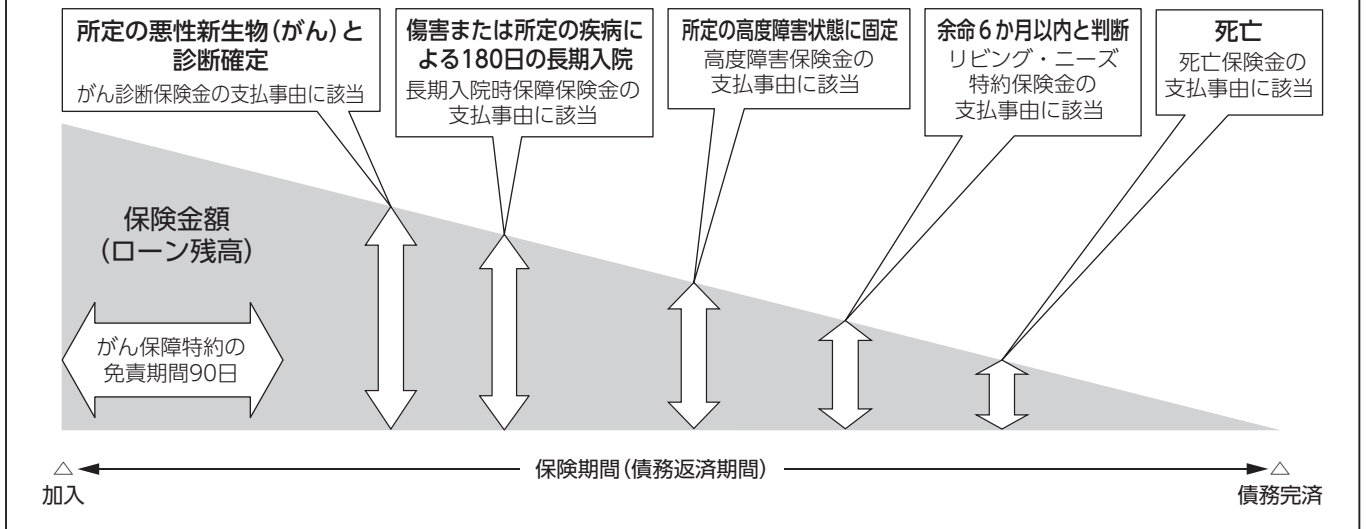 所定の悪性新生物(がん)と
診断確定
がん診断保険金の支払事由に該当
傷害または所定の疾病に
よる180日の長期入院
長期入院時保障保険金の
支払事由に該当
所定の高度障害状態に固定
高度障害保険金の
支払事由に該当
余命6か月以内と判断
リビング・ニーズ
特約保険金の
支払事由に該当
死亡
死亡保険金の
支払事由に該当
保険金額
(ローン残高)
がん保障特約の
免責期間90日
△
保険期間(債務返済期間)
△
加入
債務完済